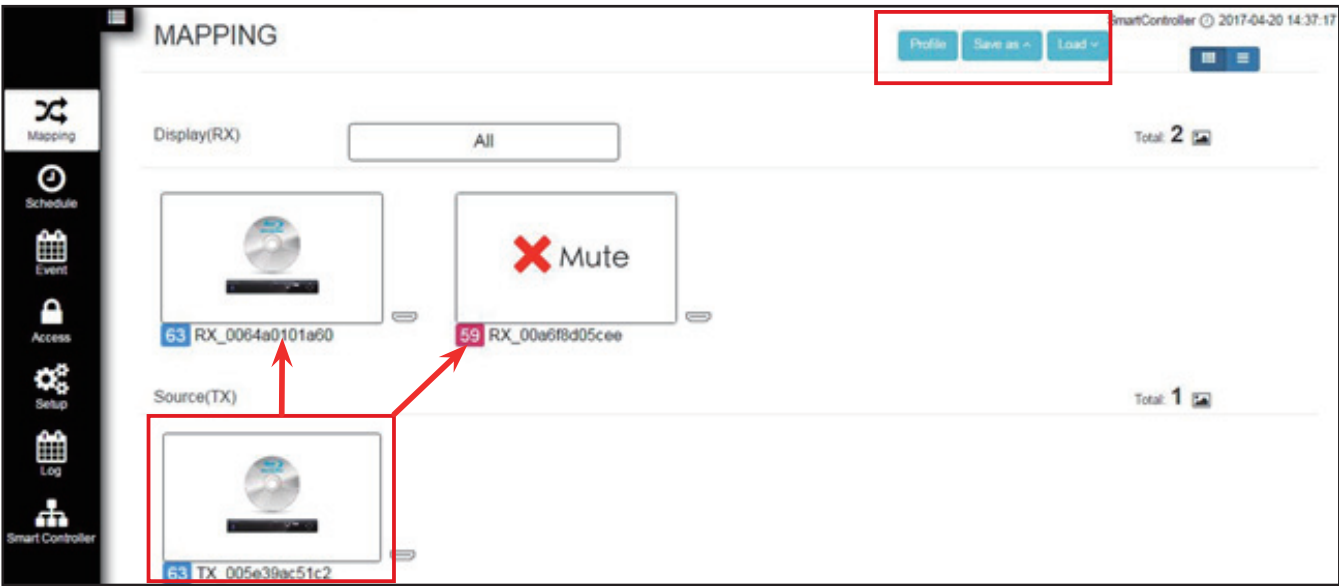 SmartController 2017-04-20 14:37:17
MAPPING
Profile Save as Load
Mapping
Schedule
Event
Access
Setup
Log
Smart Controller
Display(RX)
All
Total: 2
Mute
63 RX_0064a0101a60
59 RX_00a6f8d05cee
Source(TX)
Total: 1
63 TX_005e39ac51c2